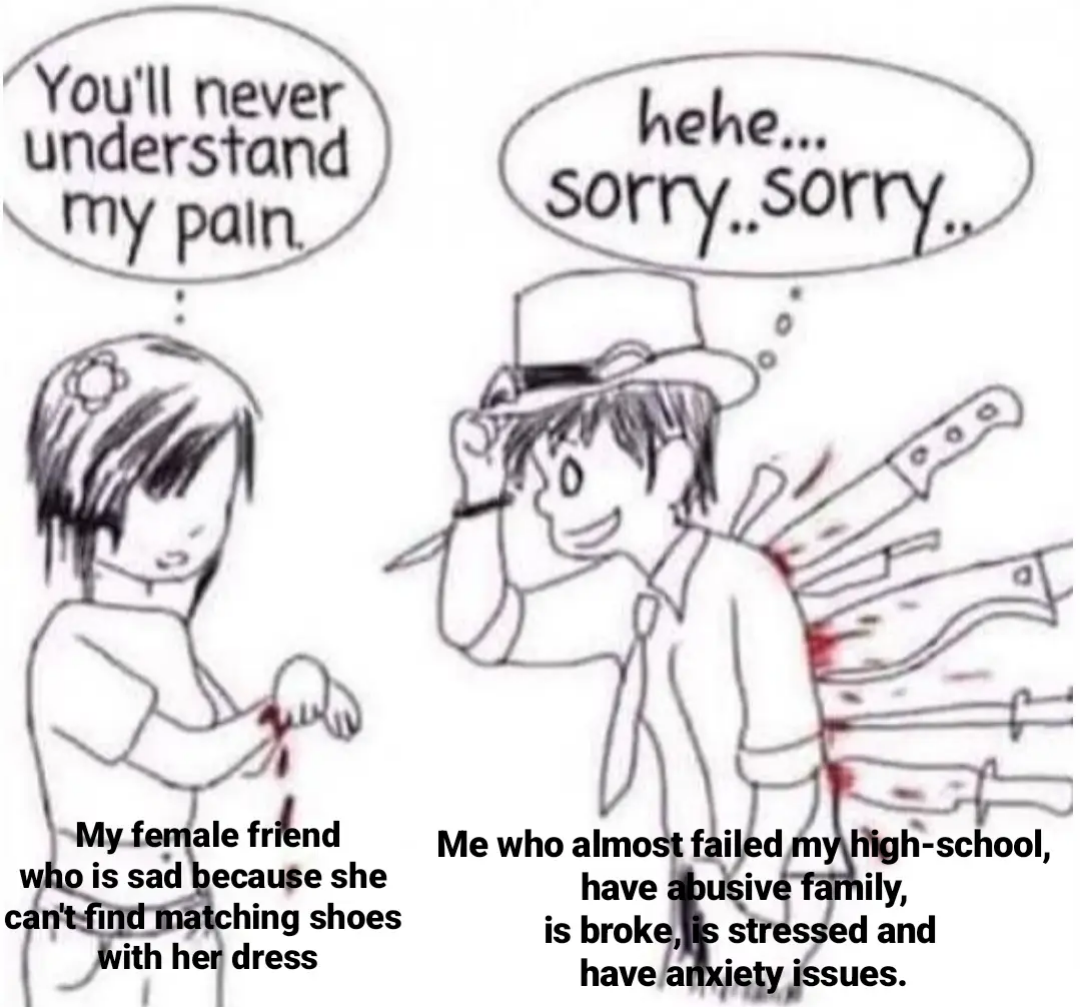 You'll never
understand
my pain.
hehe...
sorry..sorry..
My female friend
who is sad because she
can't find matching shoes
with her dress
Me who almost failed my high-school,
have abusive family,
is broke, is stressed and
have anxiety issues.